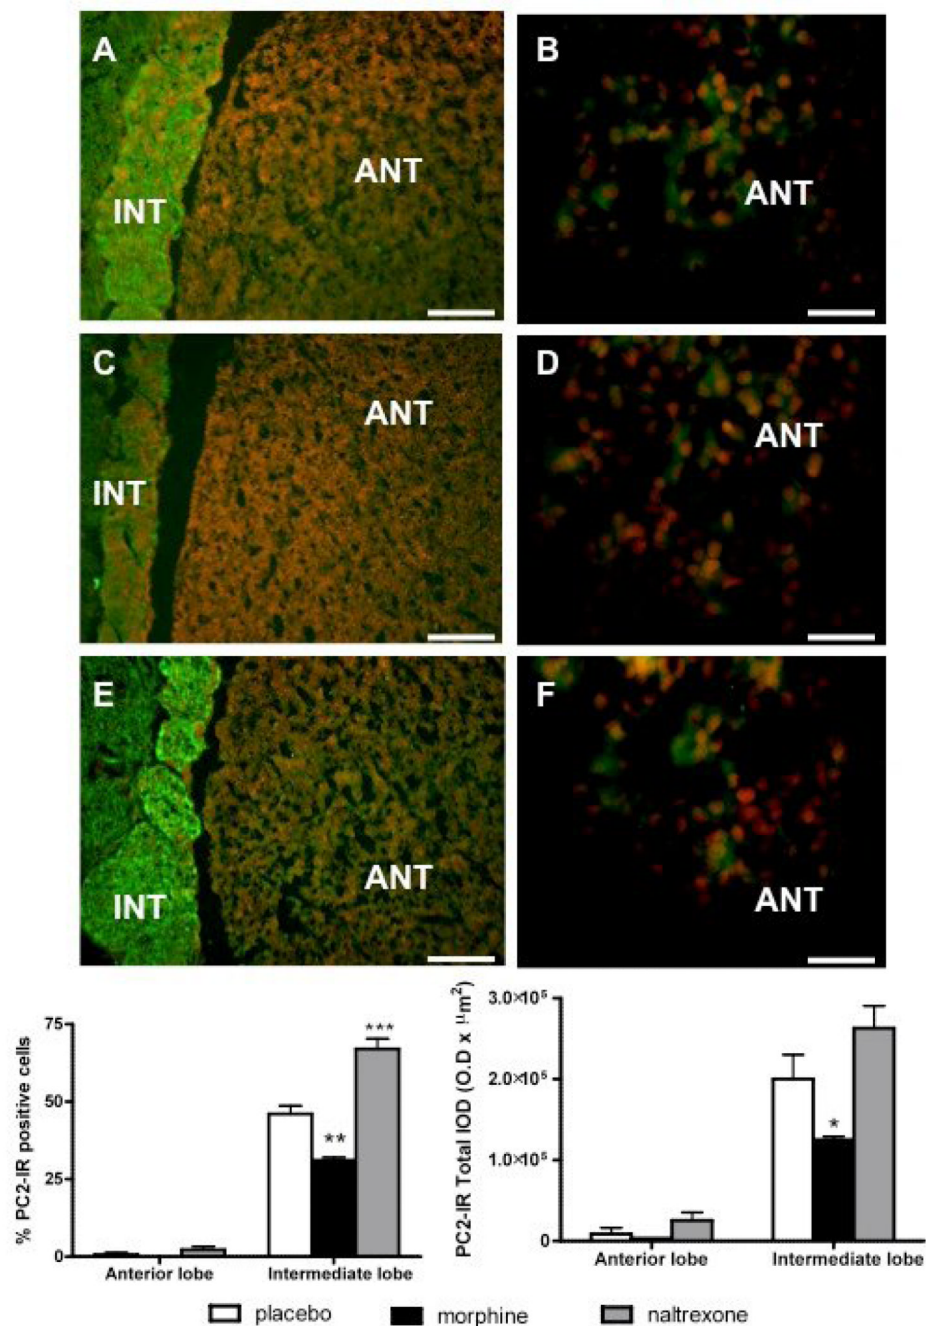 A
INT
ANT
B
ANT
C
INT
ANT
D
ANT
E
INT
ANT
F
ANT
% PC2-IR positive cells
75
50
25
0
***
**
Anterior lobe
Intermediate lobe
PC2-IR Total IOD (O.D x µm²)
3.0×10⁵
2.0×10⁵
1.0×10⁵
0
*
Anterior lobe
Intermediate lobe
placebo morphine naltrexone